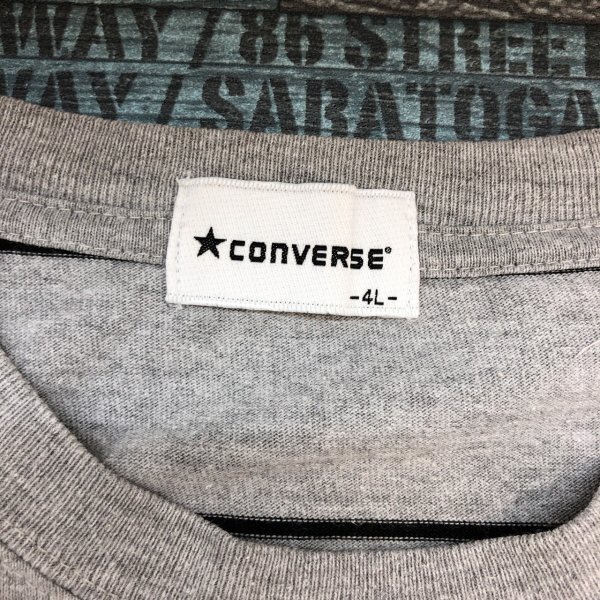 WAY / 86 STREE
WAY / SARATOGA
★CONVERSE®
-4L-